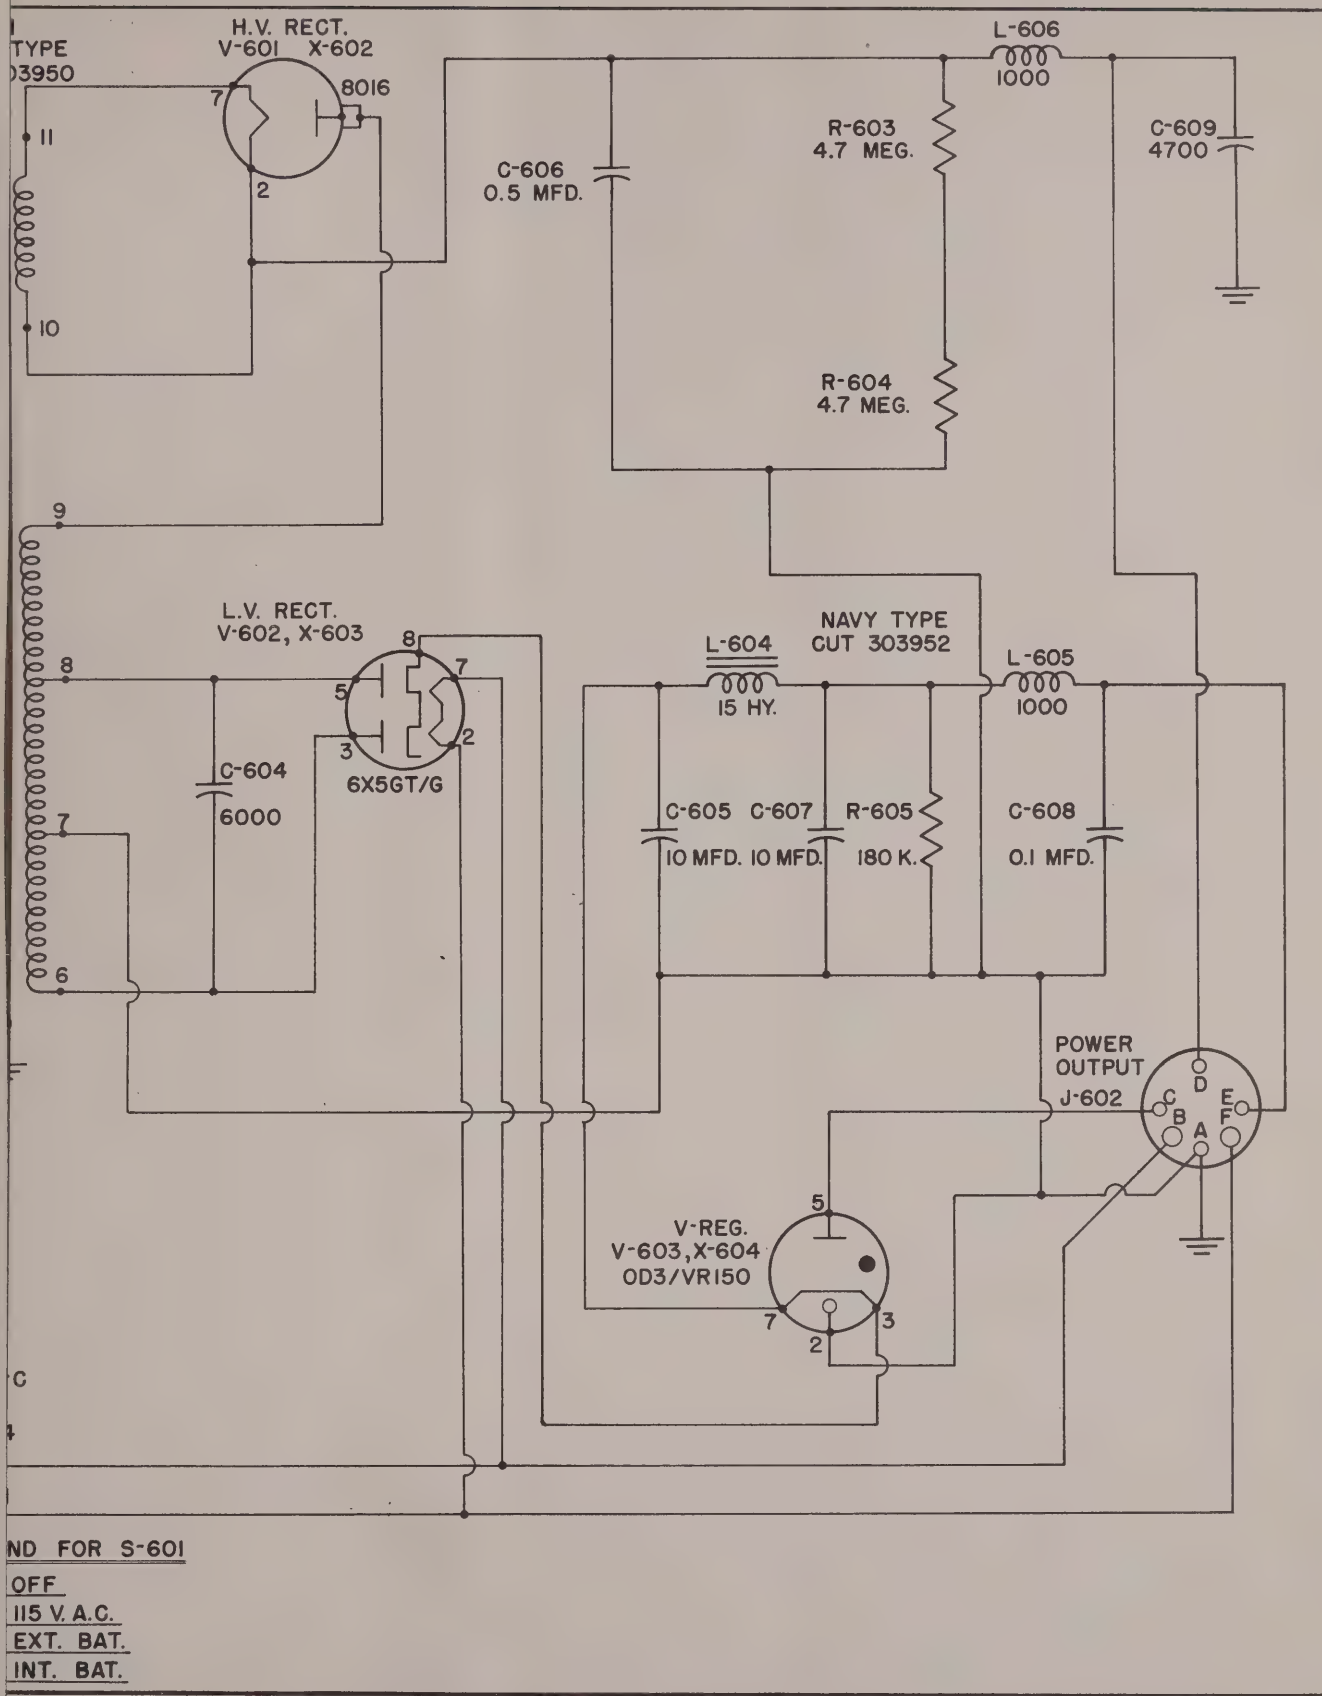 TYPE
03950
H.V. RECT.
V-601 X-602
8016
7
2
11
10
L-606
1000
R-603
4.7 MEG.
C-609
4700
C-606
0.5 MFD.
R-604
4.7 MEG.
9
8
7
6
L.V. RECT.
V-602, X-603
8
7
5
3
2
6X5GT/G
C-604
6000
NAVY TYPE
CUT 303952
L-604
15 HY.
L-605
1000
C-605
10 MFD.
C-607
10 MFD.
R-605
180 K.
C-608
0.1 MFD.
POWER
OUTPUT
J-602
D
C
E
B
F
A
V-REG.
V-603, X-604
OD3/VR150
5
7
3
2
C
4
ND FOR S-601
OFF
115 V. A.C.
EXT. BAT.
INT. BAT.